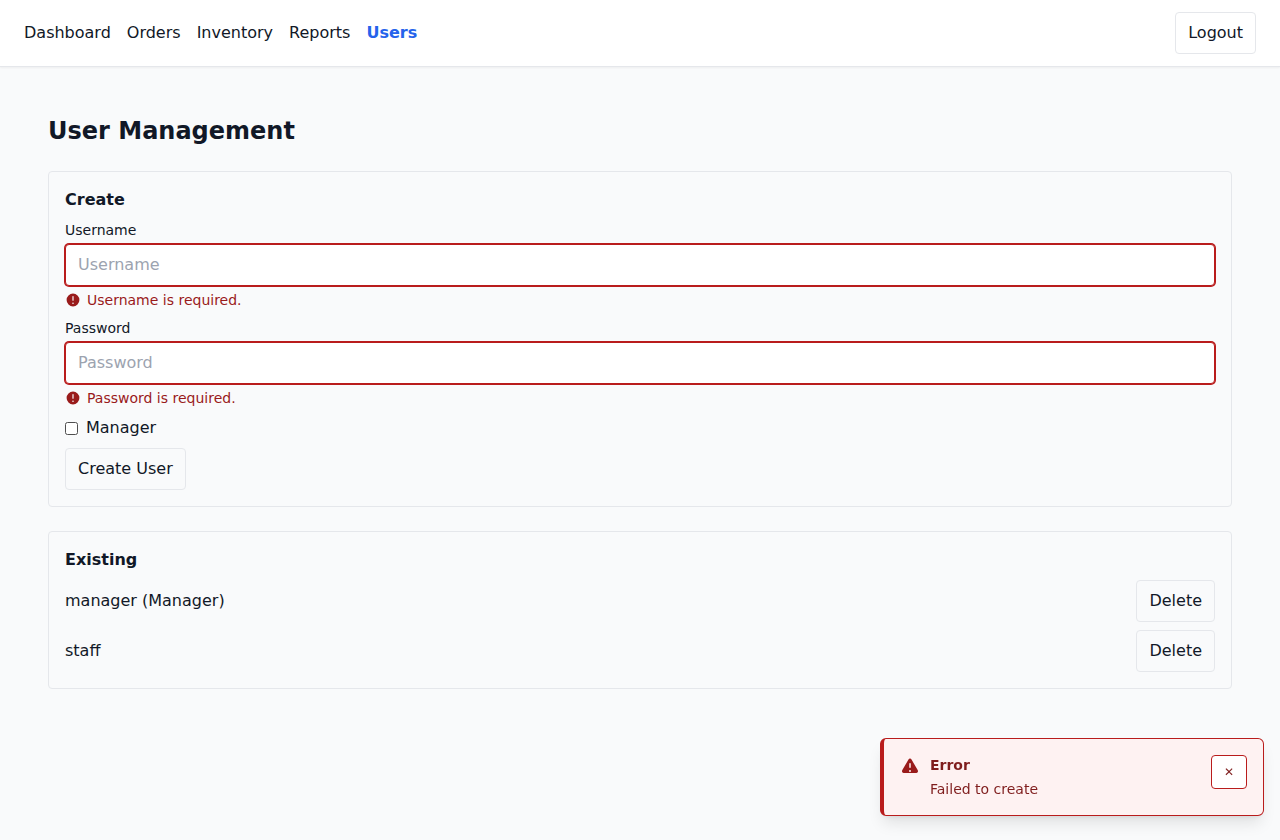 Dashboard Orders Inventory Reports Users Logout
User Management
Create
Username
Username
Username is required.
Password
Password
Password is required.
Manager
Create User
Existing
manager (Manager) Delete
staff Delete
Error
Failed to create
×